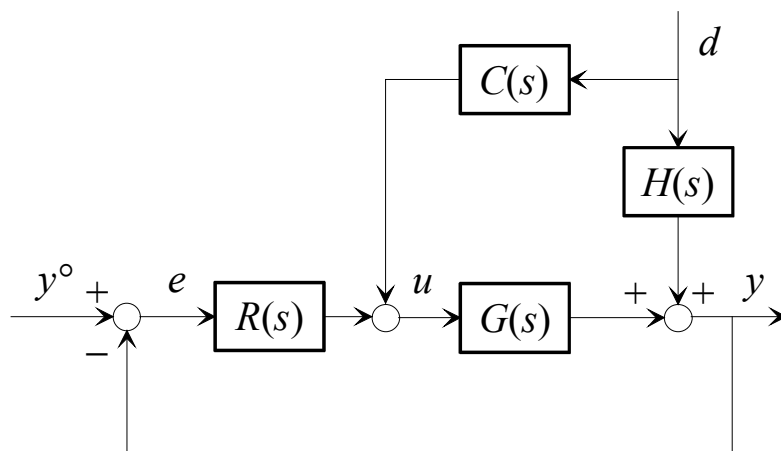 d
C(s)
H(s)
y° + e R(s) u G(s) + + y
−